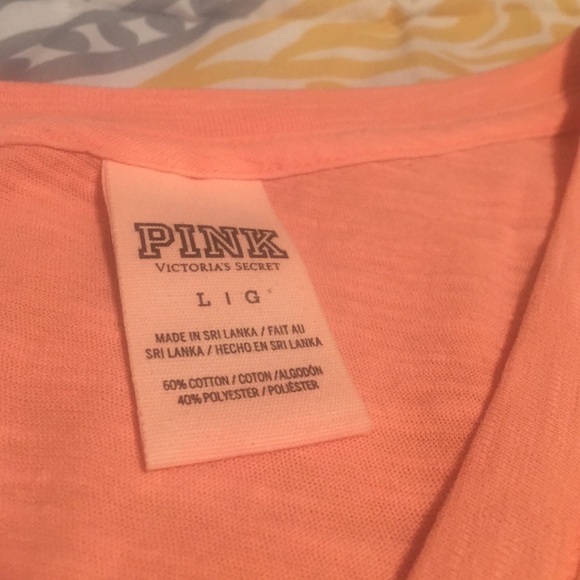 PINK
VICTORIA'S SECRET
L | G
MADE IN SRI LANKA / FAIT AU
SRI LANKA / HECHO EN SRI LANKA
60% COTTON / COTON / ALGODÓN
40% POLYESTER / POLIÉSTER